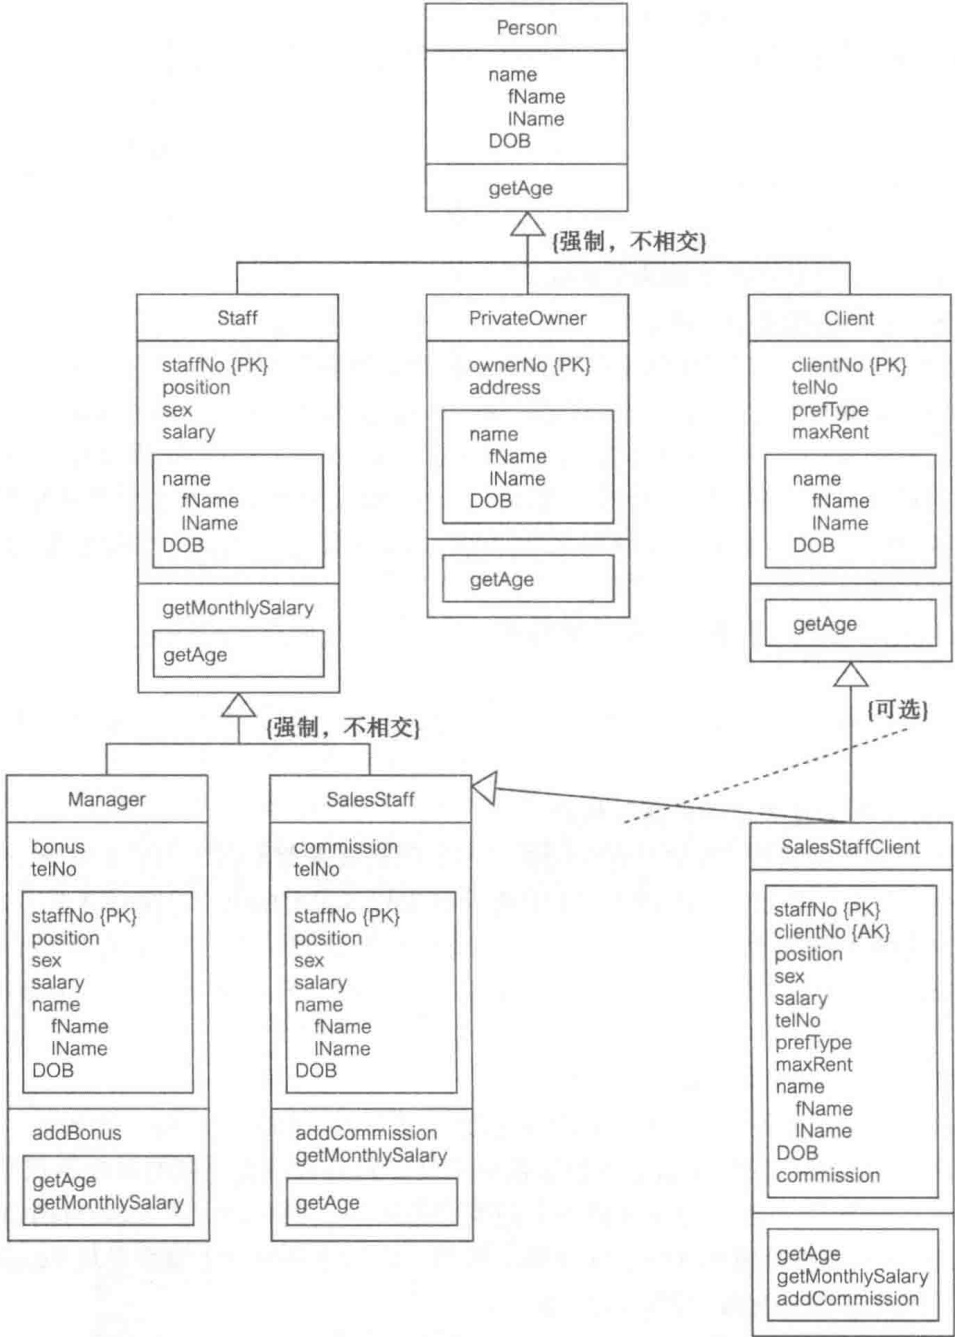 Person
name
fName
lName
DOB
getAge
{强制，不相交}
Staff
staffNo {PK}
position
sex
salary
name
fName
lName
DOB
getMonthlySalary
getAge
PrivateOwner
ownerNo {PK}
address
name
fName
lName
DOB
getAge
Client
clientNo {PK}
telNo
prefType
maxRent
name
fName
lName
DOB
getAge
{强制，不相交}
{可选}
Manager
bonus
telNo
staffNo {PK}
position
sex
salary
name
fName
lName
DOB
addBonus
getAge
getMonthlySalary
SalesStaff
commission
telNo
staffNo {PK}
position
sex
salary
name
fName
lName
DOB
addCommission
getMonthlySalary
getAge
SalesStaffClient
staffNo {PK}
clientNo {AK}
position
sex
salary
telNo
prefType
maxRent
name
fName
lName
DOB
commission
getAge
getMonthlySalary
addCommission